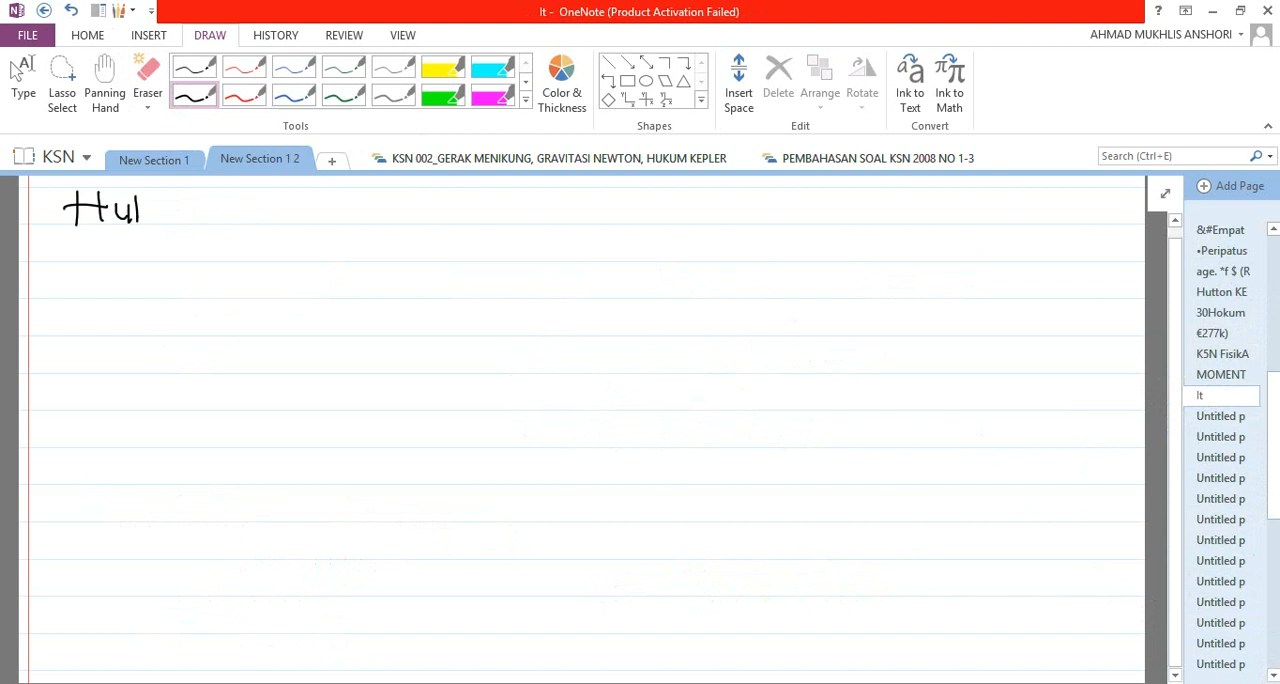 It - OneNote (Product Activation Failed)
FILE HOME INSERT DRAW HISTORY REVIEW VIEW AHMAD MUKHLIS ANSHORI
Type Lasso Select Panning Hand Eraser Color & Thickness Insert Space Delete Arrange Rotate Ink to Text Ink to Math
Tools Shapes Edit Convert
KSN New Section 1 New Section 1 2 KSN 002_GERAK MENIKUNG, GRAVITASI NEWTON, HUKUM KEPLER PEMBAHASAN SOAL KSN 2008 NO 1-3 Search (Ctrl+E)
Add Page
Hul
&#Empat
•Peripatus
age. *f $ (R
Hutton KE
30Hokum
€277k)
K5N FisikA
MOMENT
It
Untitled p
Untitled p
Untitled p
Untitled p
Untitled p
Untitled p
Untitled p
Untitled p
Untitled p
Untitled p
Untitled p
Untitled p
Untitled p